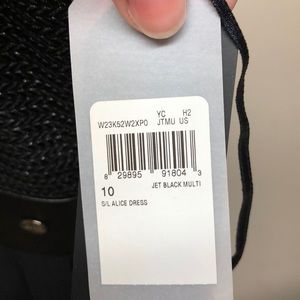 YC H2
W23K52W2XP0 JTMU US
8 29895 91804 3
10 JET BLACK MULTI
S/L ALICE DRESS